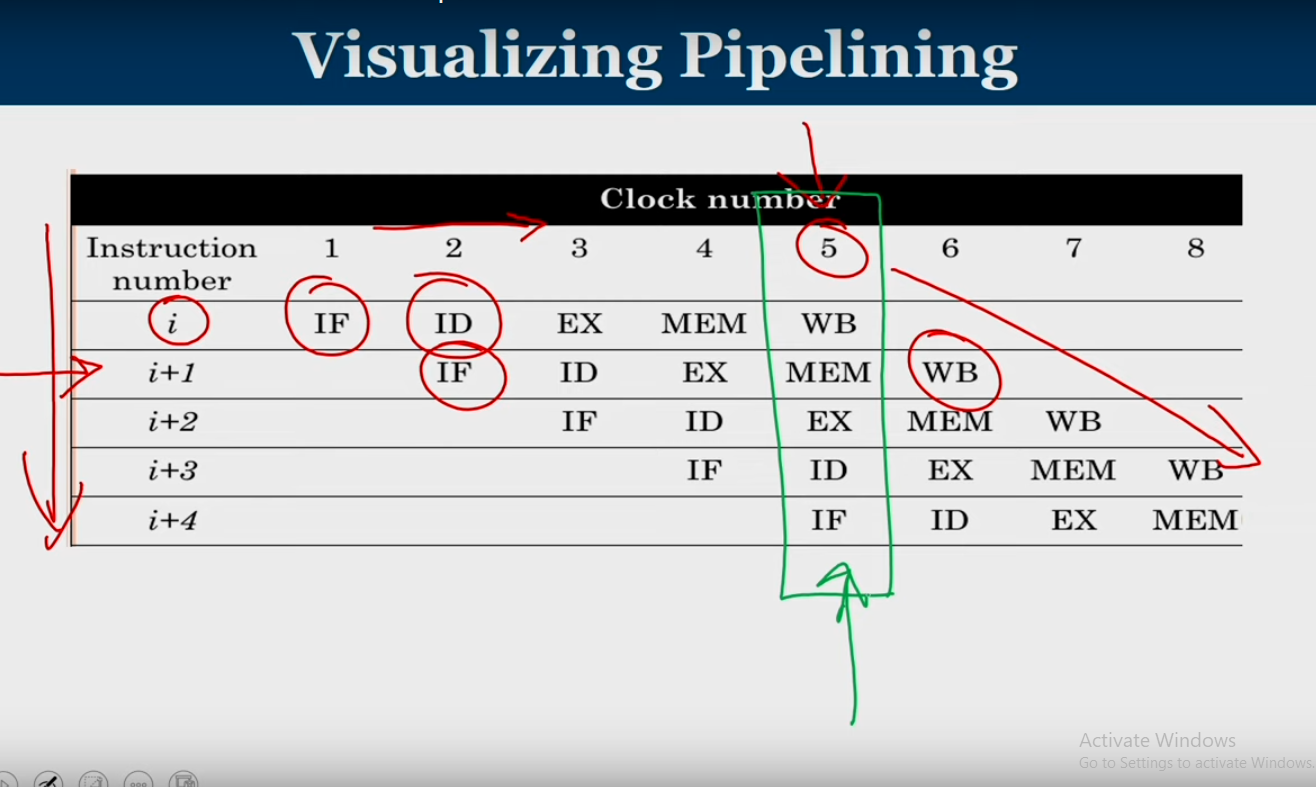 Visualizing Pipelining
Clock number
Instruction number 1 2 3 4 5 6 7 8
i IF ID EX MEM WB
i+1 IF ID EX MEM WB
i+2 IF ID EX MEM WB
i+3 IF ID EX MEM WB
i+4 IF ID EX MEM
Activate Windows
Go to Settings to activate Windows.